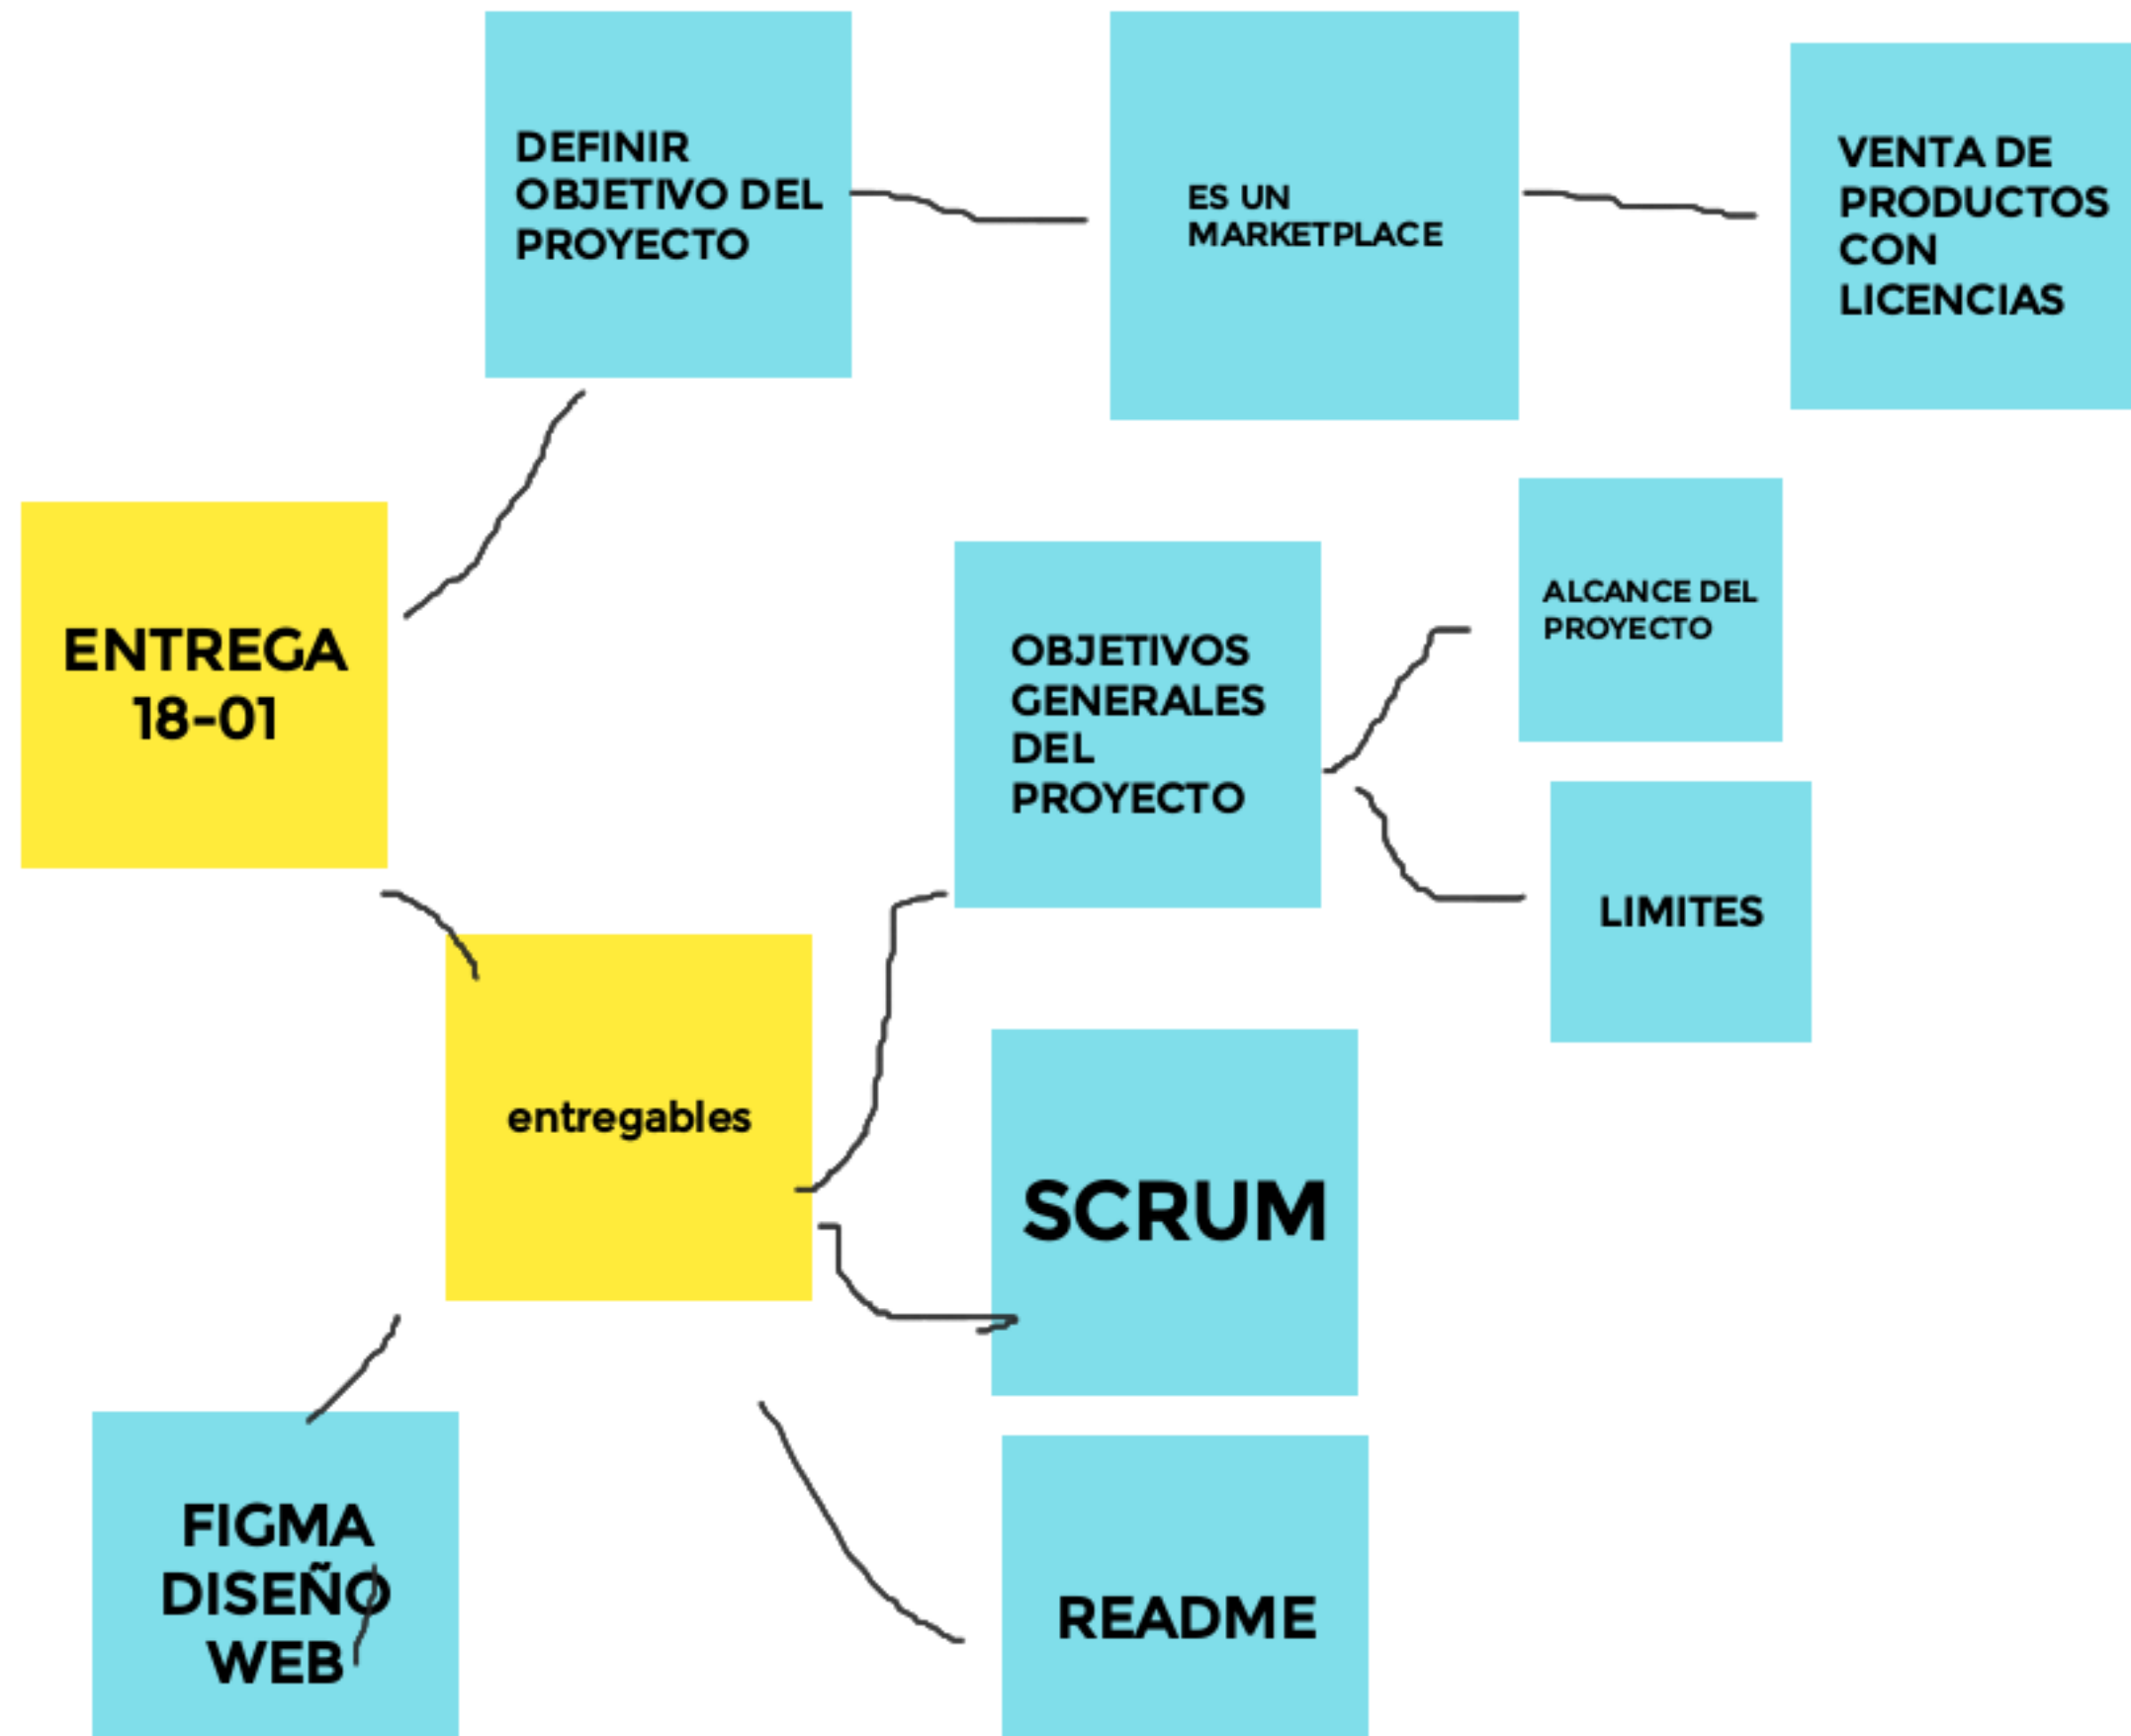 DEFINIR
OBJETIVO DEL
PROYECTO
ES UN
MARKETPLACE
VENTA DE
PRODUCTOS
CON
LICENCIAS
ENTREGA
18-01
OBJETIVOS
GENERALES
DEL
PROYECTO
ALCANCE DEL
PROYECTO
LIMITES
entregables
SCRUM
FIGMA
DISEÑO
WEB
README